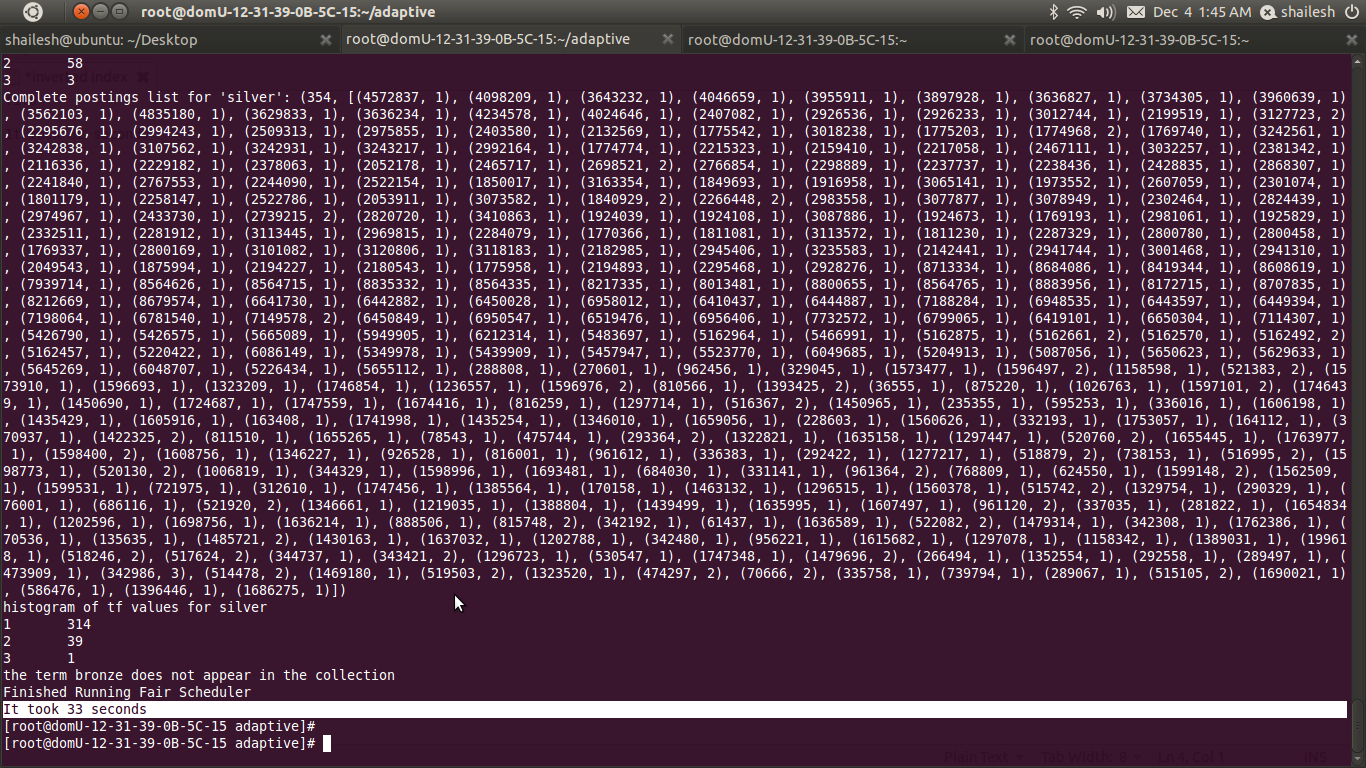 root@domU-12-31-39-0B-5C-15:~/adaptive
Dec 4 1:45 AM shailesh
shailesh@ubuntu: ~/Desktop
root@domU-12-31-39-0B-5C-15:~/adaptive
root@domU-12-31-39-0B-5C-15:~
root@domU-12-31-39-0B-5C-15:~
2 58
3 3
Complete postings list for 'silver': (354, [(4572837, 1), (4098209, 1), (3643232, 1), (4046659, 1), (3955911, 1), (3897928, 1), (3636827, 1), (3734305, 1), (3960639, 1)
, (3562103, 1), (4835180, 1), (3629833, 1), (3636234, 1), (4234578, 1), (4024646, 1), (2407082, 1), (2926536, 1), (2926233, 1), (3012744, 1), (2199519, 1), (3127723, 2)
, (2295676, 1), (2994243, 1), (2509313, 1), (2975855, 1), (2403580, 1), (2132569, 1), (1775542, 1), (3018238, 1), (1775203, 1), (1774968, 2), (1769740, 1), (3242561, 1)
, (3242838, 1), (3107562, 1), (3242931, 1), (3243217, 1), (2992164, 1), (1774774, 1), (2215323, 1), (2159410, 1), (2217058, 1), (2467111, 1), (3032257, 1), (2381342, 1)
, (2116336, 1), (2229182, 1), (2378063, 1), (2052178, 1), (2465717, 1), (2698521, 2), (2766854, 1), (2298889, 1), (2237737, 1), (2238436, 1), (2428835, 1), (2868307, 1)
, (2241840, 1), (2767553, 1), (2244090, 1), (2522154, 1), (1850017, 1), (3163354, 1), (1849693, 1), (1916958, 1), (3065141, 1), (1973552, 1), (2607059, 1), (2301074, 1)
, (1801179, 1), (2258147, 1), (2522786, 1), (2053911, 1), (3073582, 1), (1840929, 2), (2266448, 2), (2983558, 1), (3077877, 1), (3078949, 1), (2302464, 1), (2824439, 1)
, (2974967, 1), (2433730, 1), (2739215, 2), (2820720, 1), (3410863, 1), (1924039, 1), (1924108, 1), (3087886, 1), (1924673, 1), (1769193, 1), (2981061, 1), (1925829, 1)
, (2332511, 1), (2281912, 1), (3113445, 1), (2969815, 1), (2284079, 1), (1770366, 1), (1811081, 1), (3113572, 1), (1811230, 1), (2287329, 1), (2800780, 1), (2800458, 1)
, (1769337, 1), (2800169, 1), (3101082, 1), (3120806, 1), (3118183, 1), (2182985, 1), (2945406, 1), (3235583, 1), (2142441, 1), (2941744, 1), (3001468, 1), (2941310, 1)
, (2049543, 1), (1875994, 1), (2194227, 1), (2180543, 1), (1775958, 1), (2194893, 1), (2295468, 1), (2928276, 1), (8713334, 1), (8684086, 1), (8419344, 1), (8608619, 1)
, (7939714, 1), (8564626, 1), (8564715, 1), (8835332, 1), (8564335, 1), (8217335, 1), (8013481, 1), (8800655, 1), (8564765, 1), (8883956, 1), (8172715, 1), (8707835, 1)
, (8212669, 1), (8679574, 1), (6641730, 1), (6442882, 1), (6450028, 1), (6958012, 1), (6410437, 1), (6444887, 1), (7188284, 1), (6948535, 1), (6443597, 1), (6449394, 1)
, (7198064, 1), (6781540, 1), (7149578, 2), (6450849, 1), (6950547, 1), (6519476, 1), (6956406, 1), (7732572, 1), (6799065, 1), (6419101, 1), (6650304, 1), (7114307, 1)
, (5426790, 1), (5426575, 1), (5665089, 1), (5949905, 1), (6212314, 1), (5483697, 1), (5162964, 1), (5466991, 1), (5162875, 1), (5162661, 2), (5162570, 1), (5162492, 2)
, (5162457, 1), (5220422, 1), (6086149, 1), (5349978, 1), (5439909, 1), (5457947, 1), (5523770, 1), (6049685, 1), (5204913, 1), (5087056, 1), (5650623, 1), (5629633, 1)
, (5645269, 1), (6048707, 1), (5226434, 1), (5655112, 1), (288808, 1), (270601, 1), (962456, 1), (329045, 1), (1573477, 1), (1596497, 2), (1158598, 1), (521383, 2), (15
73910, 1), (1596693, 1), (1323209, 1), (1746854, 1), (1236557, 1), (1596976, 2), (810566, 1), (1393425, 2), (36555, 1), (875220, 1), (1026763, 1), (1597101, 2), (174643
9, 1), (1450690, 1), (1724687, 1), (1747559, 1), (1674416, 1), (816259, 1), (1297714, 1), (516367, 2), (1450965, 1), (235355, 1), (595253, 1), (336016, 1), (1606198, 1)
, (1435429, 1), (1605916, 1), (163408, 1), (1741998, 1), (1435254, 1), (1346010, 1), (1659056, 1), (228603, 1), (1560626, 1), (332193, 1), (1753057, 1), (164112, 1), (3
70937, 1), (1422325, 2), (811510, 1), (1655265, 1), (78543, 1), (475744, 1), (293364, 2), (1322821, 1), (1635158, 1), (1297447, 1), (520760, 2), (1655445, 1), (1763977,
1), (1598400, 2), (1608756, 1), (1346227, 1), (926528, 1), (816001, 1), (961612, 1), (336383, 1), (292422, 1), (1277217, 1), (518879, 2), (738153, 1), (516995, 2), (15
98773, 1), (520130, 2), (1006819, 1), (344329, 1), (1598996, 1), (1693481, 1), (684030, 1), (331141, 1), (961364, 2), (768809, 1), (624550, 1), (1599148, 2), (1562509,
1), (1599531, 1), (721975, 1), (312610, 1), (1747456, 1), (1385564, 1), (170158, 1), (1463132, 1), (1296515, 1), (1560378, 1), (515742, 2), (1329754, 1), (290329, 1), (
76001, 1), (686116, 1), (521920, 2), (1346661, 1), (1219035, 1), (1388804, 1), (1439499, 1), (1635995, 1), (1607497, 1), (961120, 2), (337035, 1), (281822, 1), (1654834
, 1), (1202596, 1), (1698756, 1), (1636214, 1), (888506, 1), (815748, 2), (342192, 1), (61437, 1), (1636589, 1), (522082, 2), (1479314, 1), (342308, 1), (1762386, 1), (
70536, 1), (135635, 1), (1485721, 2), (1430163, 1), (1637032, 1), (1202788, 1), (342480, 1), (956221, 1), (1615682, 1), (1297078, 1), (1158342, 1), (1389031, 1), (19961
8, 1), (518246, 2), (517624, 2), (344737, 1), (343421, 2), (1296723, 1), (530547, 1), (1747348, 1), (1479696, 2), (266494, 1), (1352554, 1), (292558, 1), (289497, 1), (
473909, 1), (342986, 3), (514478, 2), (1469180, 1), (519503, 2), (1323520, 1), (474297, 2), (70666, 2), (335758, 1), (739794, 1), (289067, 1), (515105, 2), (1690021, 1)
, (586476, 1), (1396446, 1), (1686275, 1)])
histogram of tf values for silver
1 314
2 39
3 1
the term bronze does not appear in the collection
Finished Running Fair Scheduler
It took 33 seconds
[root@domU-12-31-39-0B-5C-15 adaptive]#
[root@domU-12-31-39-0B-5C-15 adaptive]#
Plain Text Tab Width: 8 Ln 4, Col 1 INS